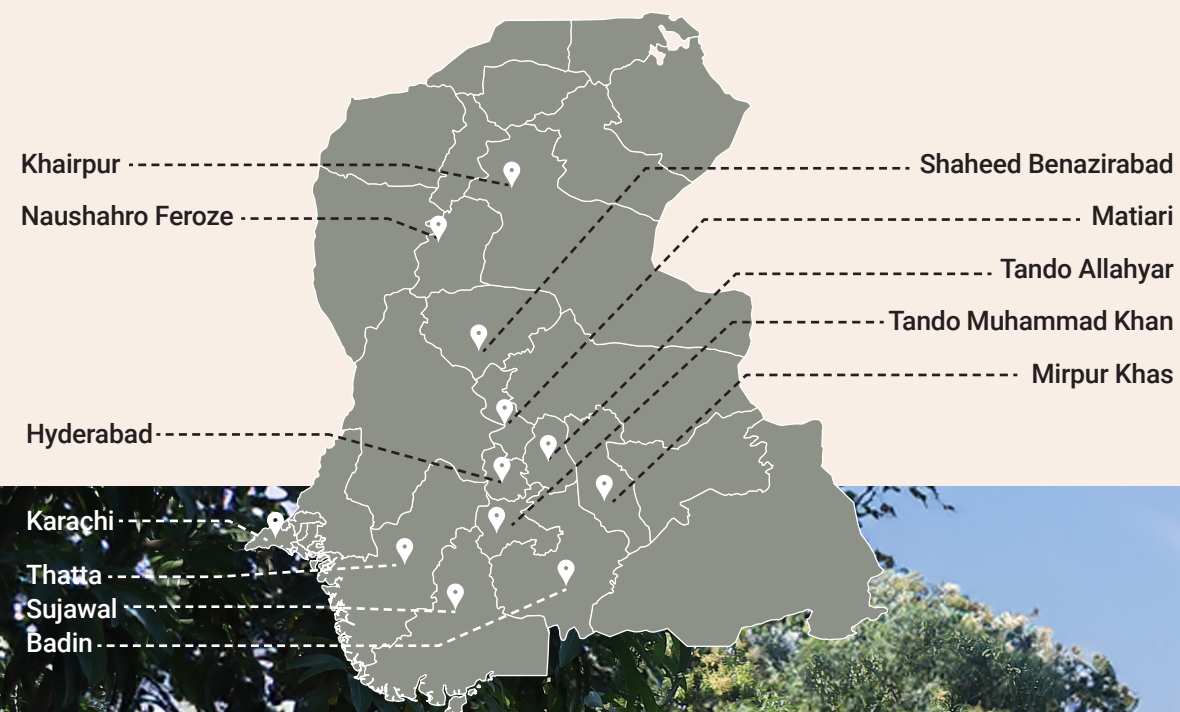 Khairpur
Naushahro Feroze
Hyderabad
Karachi
Thatta
Sujawal
Badin
Shaheed Benazirabad
Matiari
Tando Allahyar
Tando Muhammad Khan
Mirpur Khas